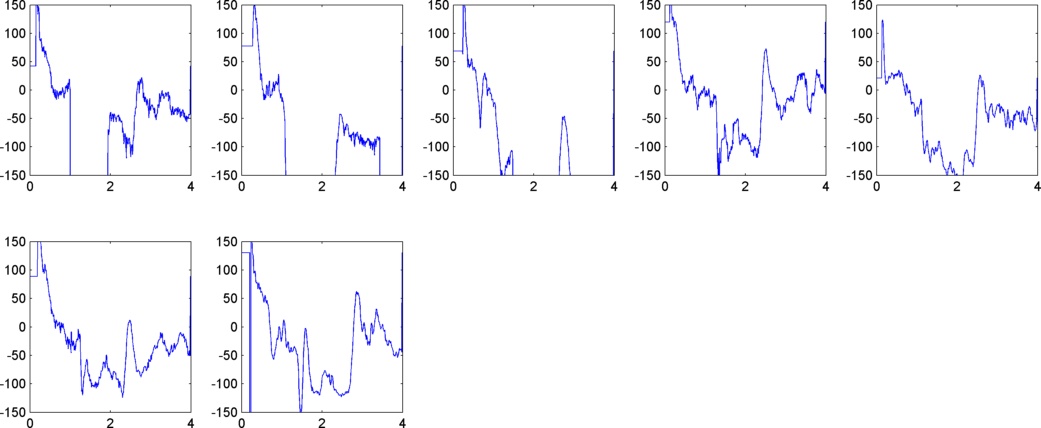 150 150 150 150 150
100 100 100 100 100
50 50 50 50 50
0 0 0 0 0
-50 -50 -50 -50 -50
-100 -100 -100 -100 -100
-150 -150 -150 -150 -150
0 2 4 0 2 4 0 2 4 0 2 4 0 2 4
150 150
100 100
50 50
0 0
-50 -50
-100 -100
-150 -150
0 2 4 0 2 4